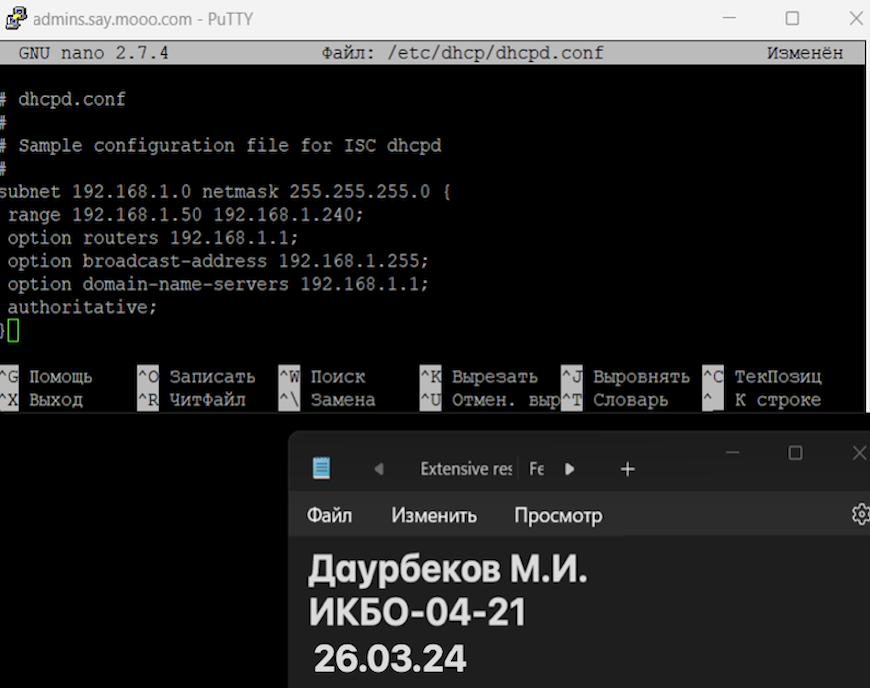 admins.say.mooo.com - PuTTY
GNU nano 2.7.4 Файл: /etc/dhcp/dhcpd.conf Изменён
# dhcpd.conf
#
# Sample configuration file for ISC dhcpd
#
subnet 192.168.1.0 netmask 255.255.255.0 {
range 192.168.1.50 192.168.1.240;
option routers 192.168.1.1;
option broadcast-address 192.168.1.255;
option domain-name-servers 192.168.1.1;
authoritative;
}
^G Помощь ^O Записать ^W Поиск ^K Вырезать ^J Выровнять ^C ТекПозиц
^X Выход ^R ЧитФайл ^\ Замена ^U Отмен. выр ^T Словарь ^_ К строке
Extensive res Fe
Файл Изменить Просмотр
Даурбеков М.И.
ИКБО-04-21
26.03.24